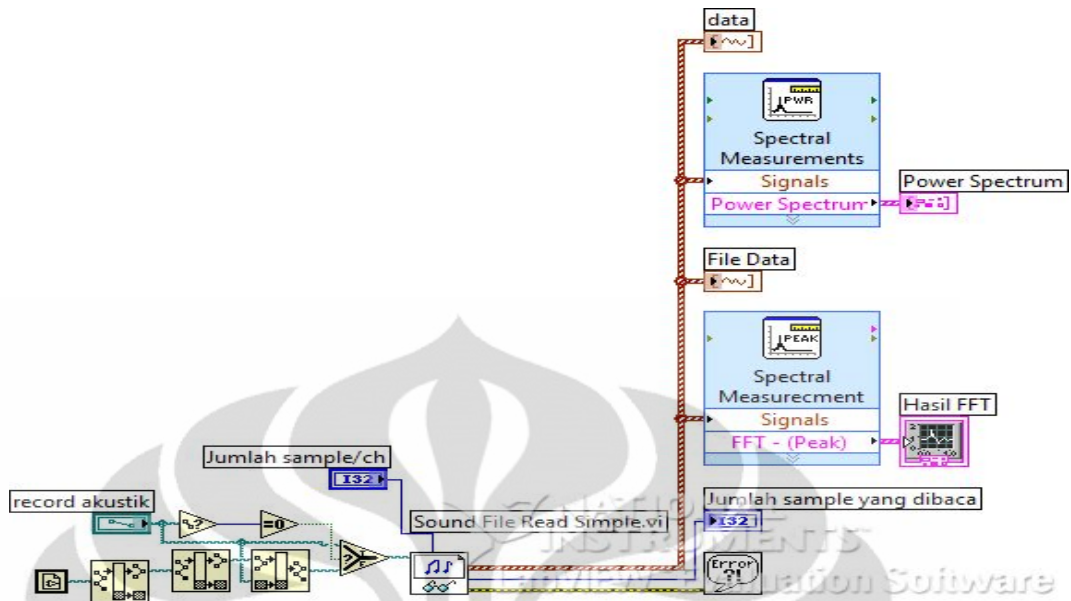 data
PWR
Spectral
Measurements
Signals
Power Spectrum
Power Spectrum
File Data
PEAK
Spectral
Measurecment
Signals
FFT - (Peak)
Hasil FFT
Jumlah sample/ch
I32
record akustik
?
=0
?
Sound File Read Simple.vi
Jumlah sample yang dibaca
I32
Error
?!
NATIONAL
INSTRUMENTS
LabVIEW Evaluation Software